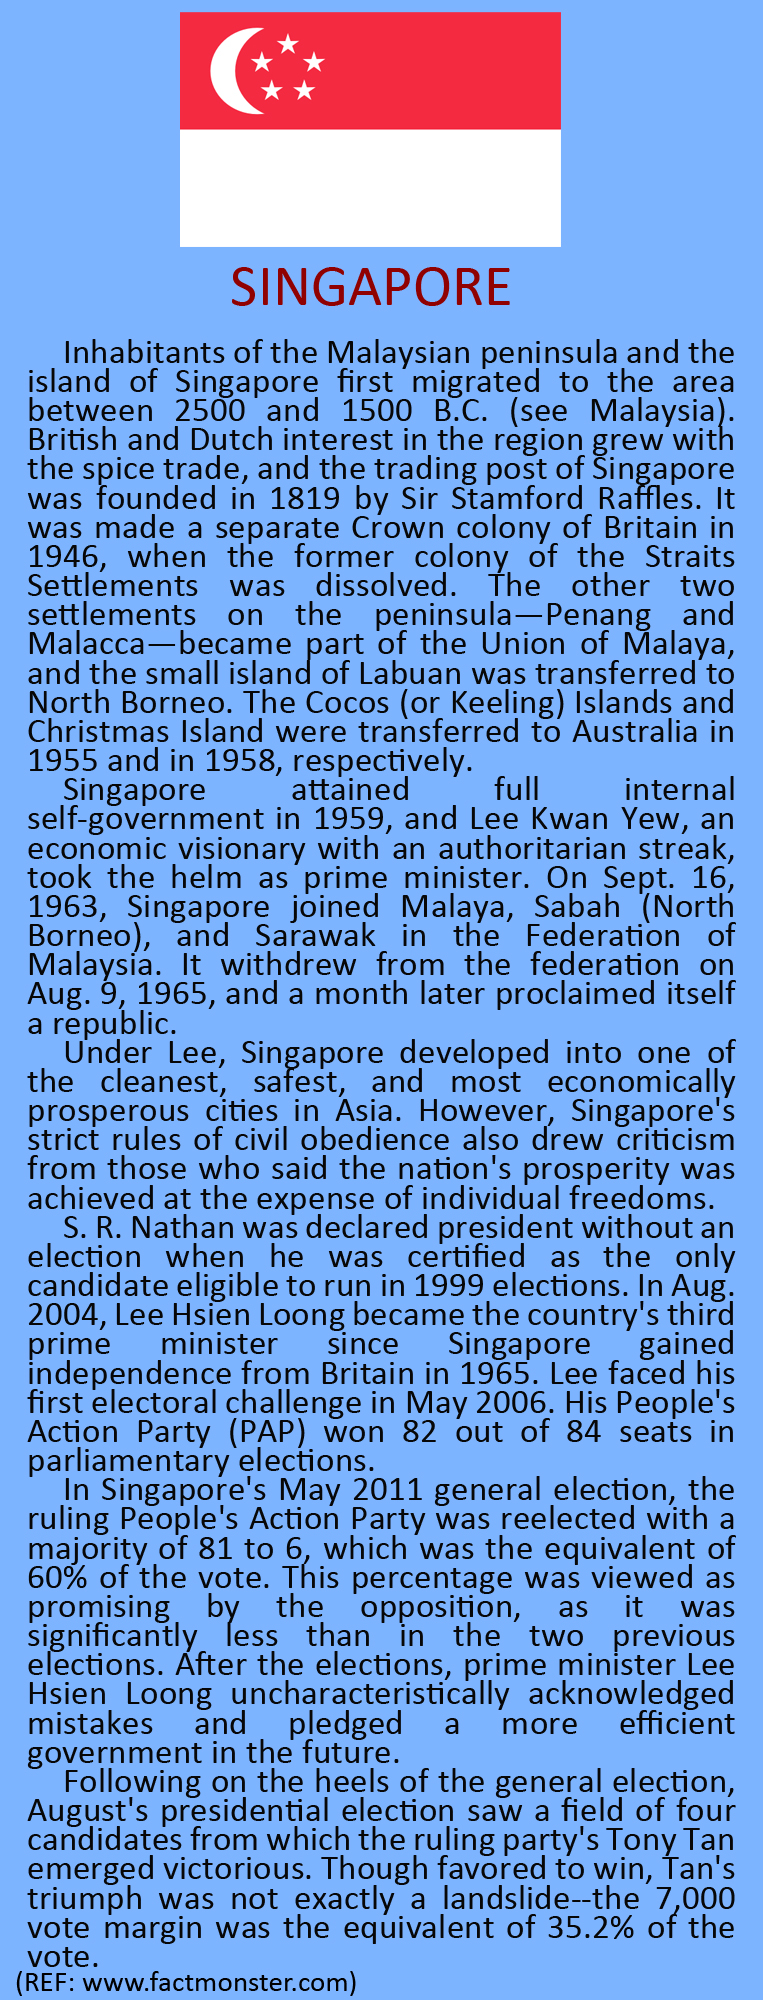 SINGAPORE
Inhabitants of the Malaysian peninsula and the
island of Singapore first migrated to the area
between 2500 and 1500 B.C. (see Malaysia).
British and Dutch interest in the region grew with
the spice trade, and the trading post of Singapore
was founded in 1819 by Sir Stamford Raffles. It
was made a separate Crown colony of Britain in
1946, when the former colony of the Straits
Settlements was dissolved. The other two
settlements on the peninsula—Penang and
Malacca—became part of the Union of Malaya,
and the small island of Labuan was transferred to
North Borneo. The Cocos (or Keeling) Islands and
Christmas Island were transferred to Australia in
1955 and in 1958, respectively.
Singapore attained full internal
self-government in 1959, and Lee Kwan Yew, an
economic visionary with an authoritarian streak,
took the helm as prime minister. On Sept. 16,
1963, Singapore joined Malaya, Sabah (North
Borneo), and Sarawak in the Federation of
Malaysia. It withdrew from the federation on
Aug. 9, 1965, and a month later proclaimed itself
a republic.
Under Lee, Singapore developed into one of
the cleanest, safest, and most economically
prosperous cities in Asia. However, Singapore's
strict rules of civil obedience also drew criticism
from those who said the nation's prosperity was
achieved at the expense of individual freedoms.
S. R. Nathan was declared president without an
election when he was certified as the only
candidate eligible to run in 1999 elections. In Aug.
2004, Lee Hsien Loong became the country's third
prime minister since Singapore gained
independence from Britain in 1965. Lee faced his
first electoral challenge in May 2006. His People's
Action Party (PAP) won 82 out of 84 seats in
parliamentary elections.
In Singapore's May 2011 general election, the
ruling People's Action Party was reelected with a
majority of 81 to 6, which was the equivalent of
60% of the vote. This percentage was viewed as
promising by the opposition, as it was
significantly less than in the two previous
elections. After the elections, prime minister Lee
Hsien Loong uncharacteristically acknowledged
mistakes and pledged a more efficient
government in the future.
Following on the heels of the general election,
August's presidential election saw a field of four
candidates from which the ruling party's Tony Tan
emerged victorious. Though favored to win, Tan's
triumph was not exactly a landslide--the 7,000
vote margin was the equivalent of 35.2% of the
vote.
(REF: www.factmonster.com)